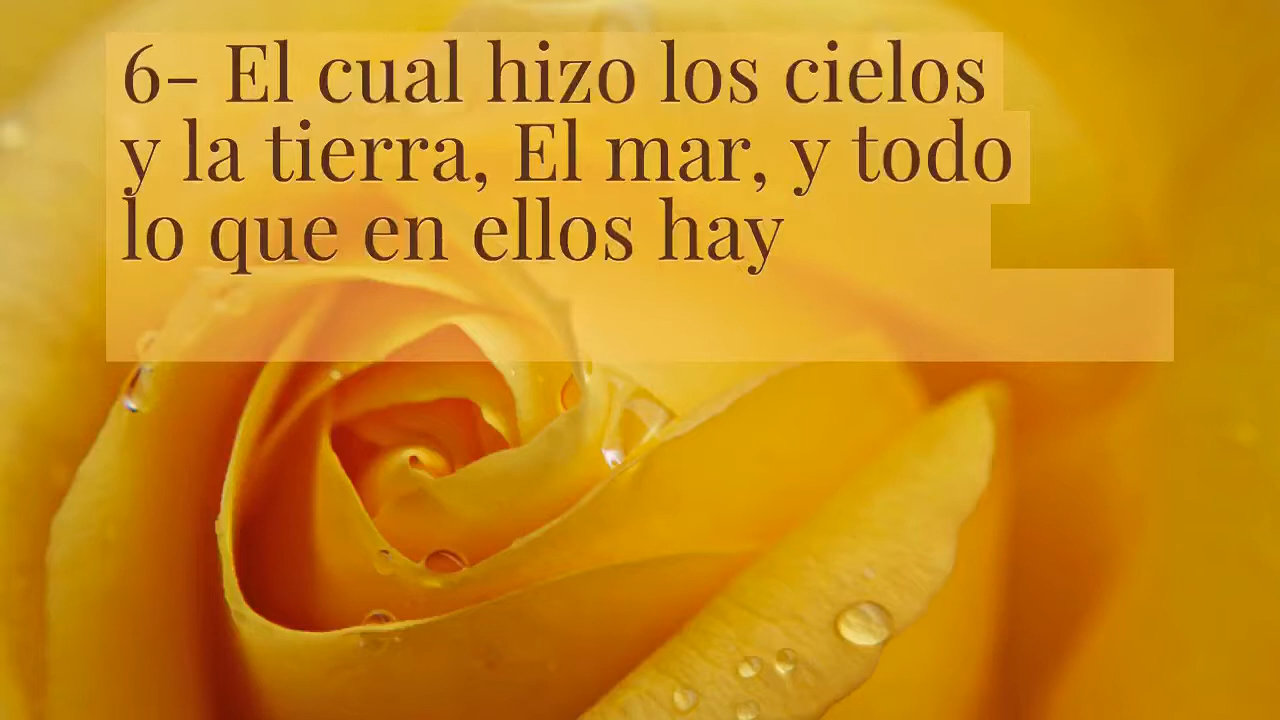 6- El cual hizo los cielos
y la tierra, El mar, y todo
lo que en ellos hay